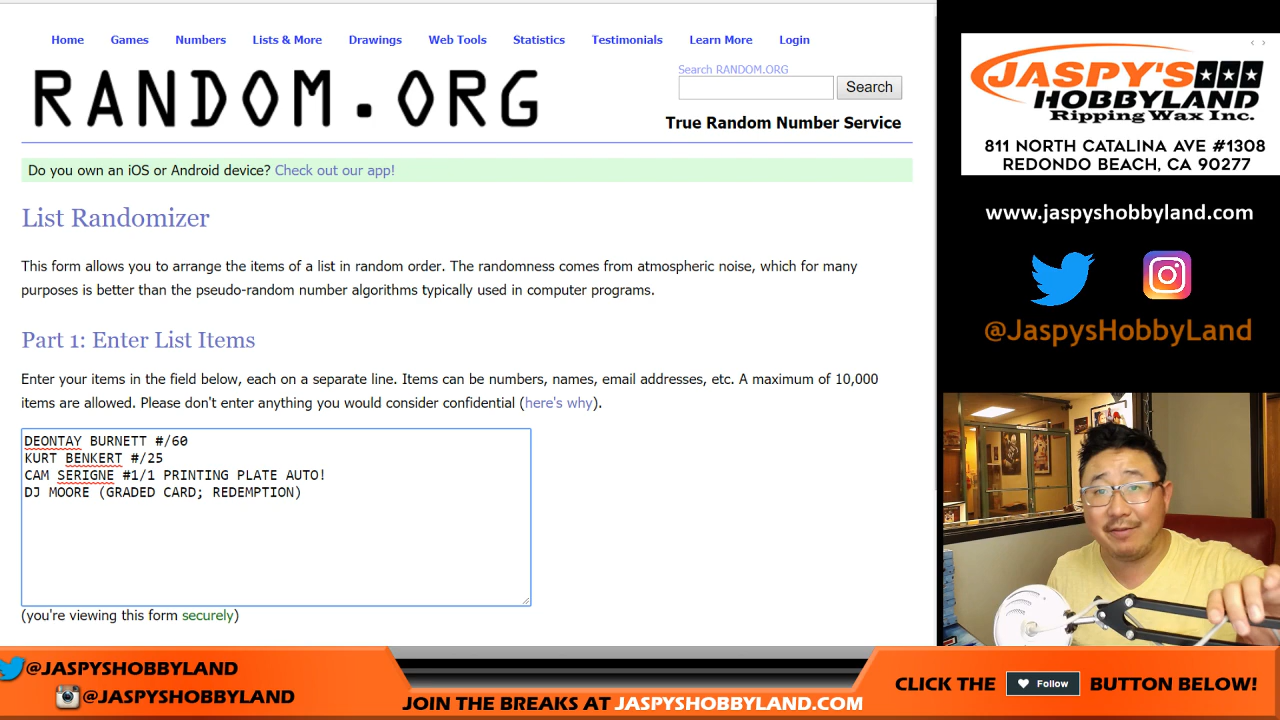 Home Games Numbers Lists & More Drawings Web Tools Statistics Testimonials Learn More Login
RANDOM.ORG
Search RANDOM.ORG
Search
True Random Number Service
Do you own an iOS or Android device? Check out our app!
List Randomizer
This form allows you to arrange the items of a list in random order. The randomness comes from atmospheric noise, which for many
purposes is better than the pseudo-random number algorithms typically used in computer programs.
Part 1: Enter List Items
Enter your items in the field below, each on a separate line. Items can be numbers, names, email addresses, etc. A maximum of 10,000
items are allowed. Please don't enter anything you would consider confidential (here's why).
DEONTAY BURNETT #/60
KURT BENKERT #/25
CAM SERIGNE #1/1 PRINTING PLATE AUTO!
DJ MOORE (GRADED CARD; REDEMPTION)
(you're viewing this form securely)
JASPY'S
HOBBYLAND
Ripping Wax Inc.
811 NORTH CATALINA AVE #1308
REDONDO BEACH, CA 90277
www.jaspyshobbyland.com
@JaspysHobbyLand
@JASPYSHOBBYLAND
@JASPYSHOBBYLAND
JOIN THE BREAKS AT JASPYSHOBBYLAND.COM
CLICK THE Follow BUTTON BELOW!